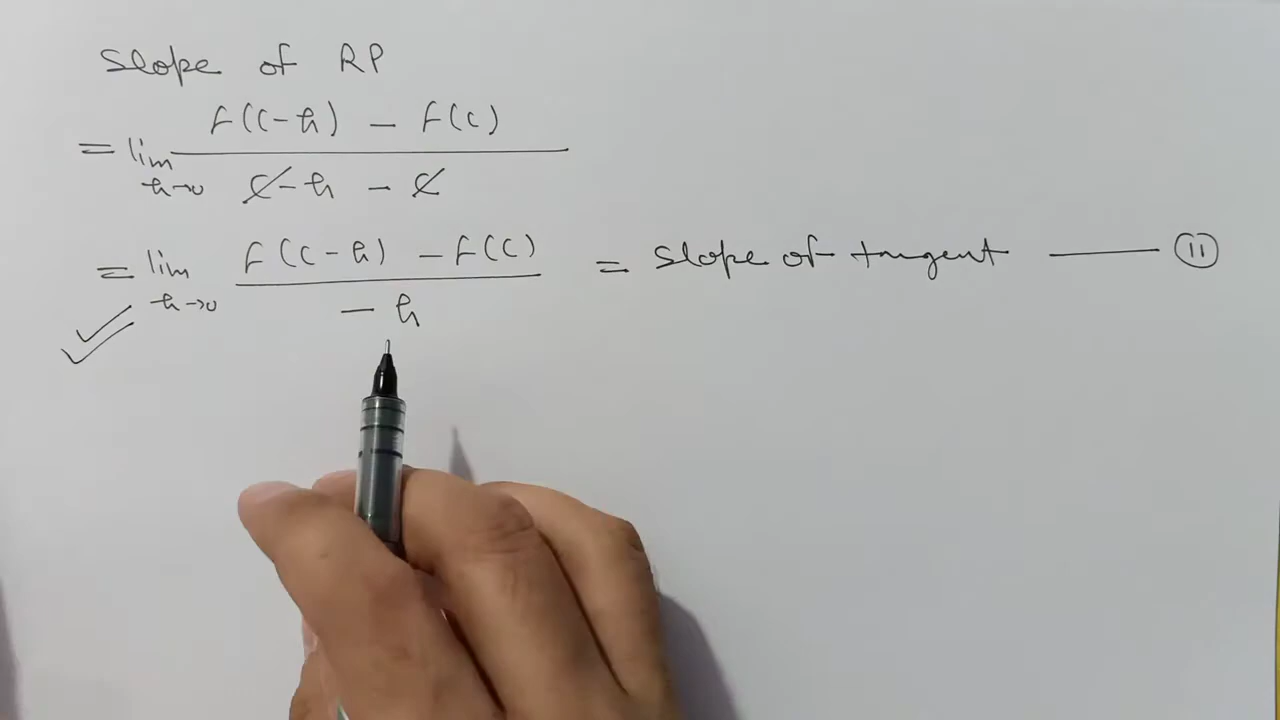 Slope of RP
= lim h→0 f(c-h) - f(c) / c-h - c
= lim h→0 f(c-h) - f(c) / -h = slope of tangent —— (11)